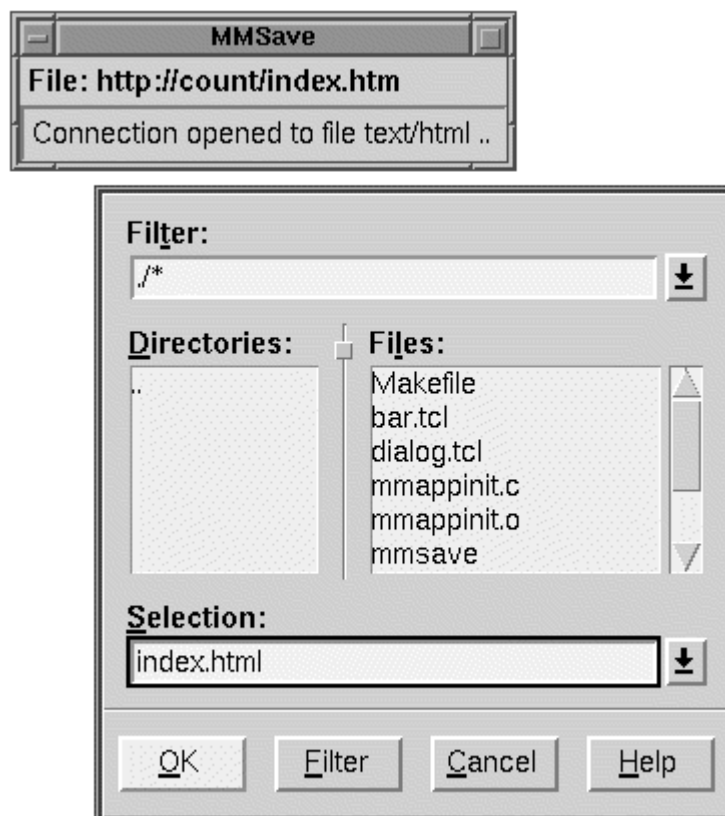 MMSave
File: http://count/index.htm
Connection opened to file text/html ..
Filter:
./*
Directories: Files:
..
Makefile
bar.tcl
dialog.tcl
mmappinit.c
mmappinit.o
mmsave
Selection:
index.html
OK Filter Cancel Help